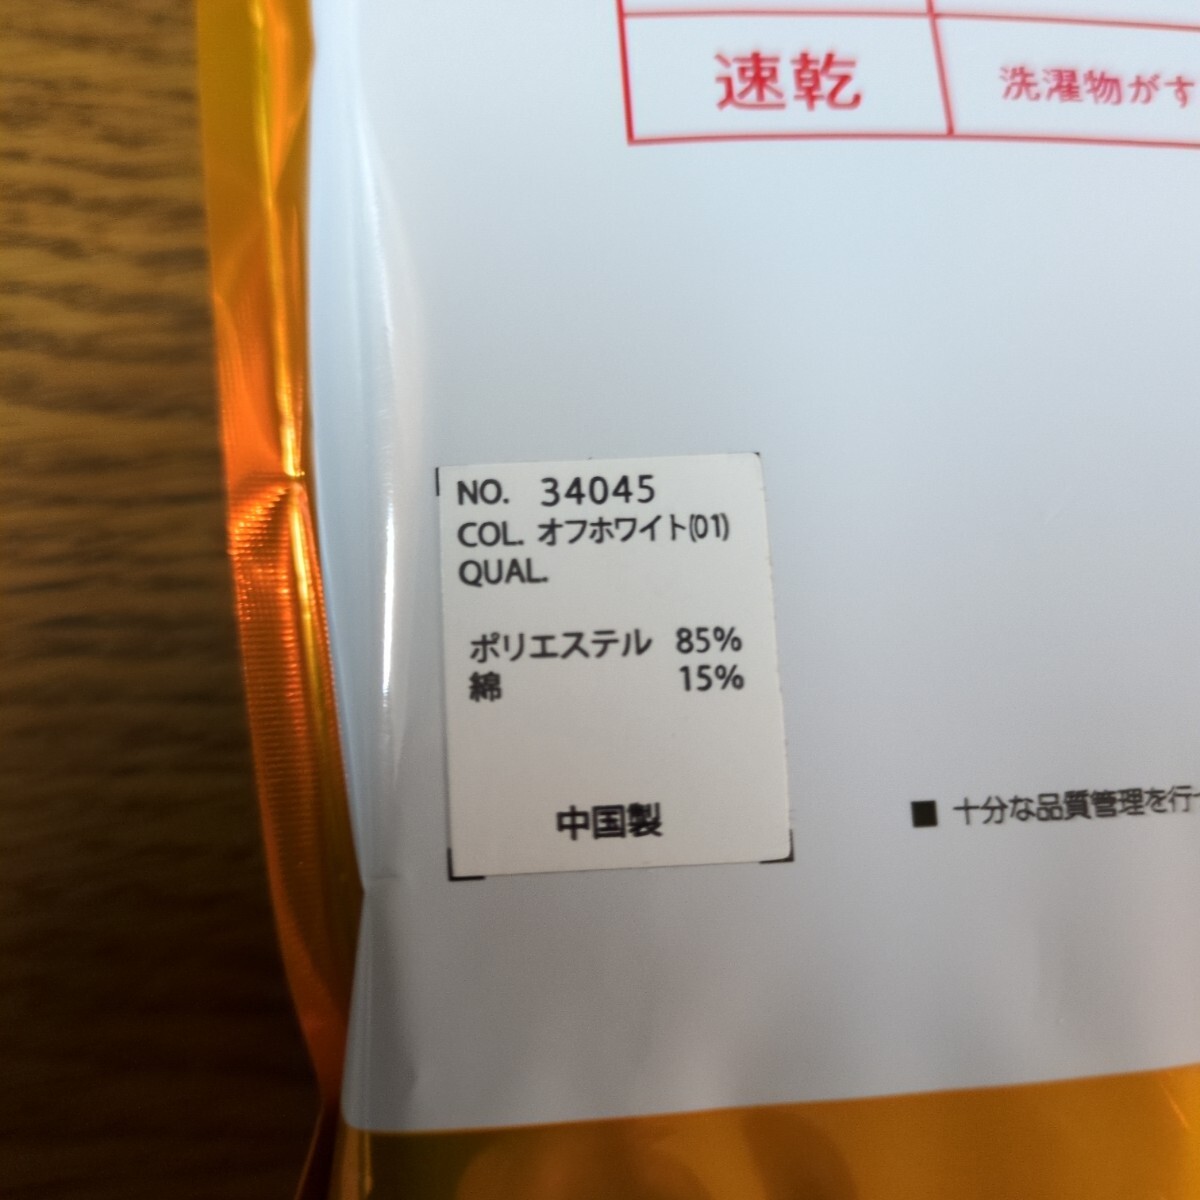 速乾 洗濯物がす
NO. 34045
COL. オフホワイト(01)
QUAL.
ポリエステル 85%
綿 15%
中国製
■ 十分な品質管理を行